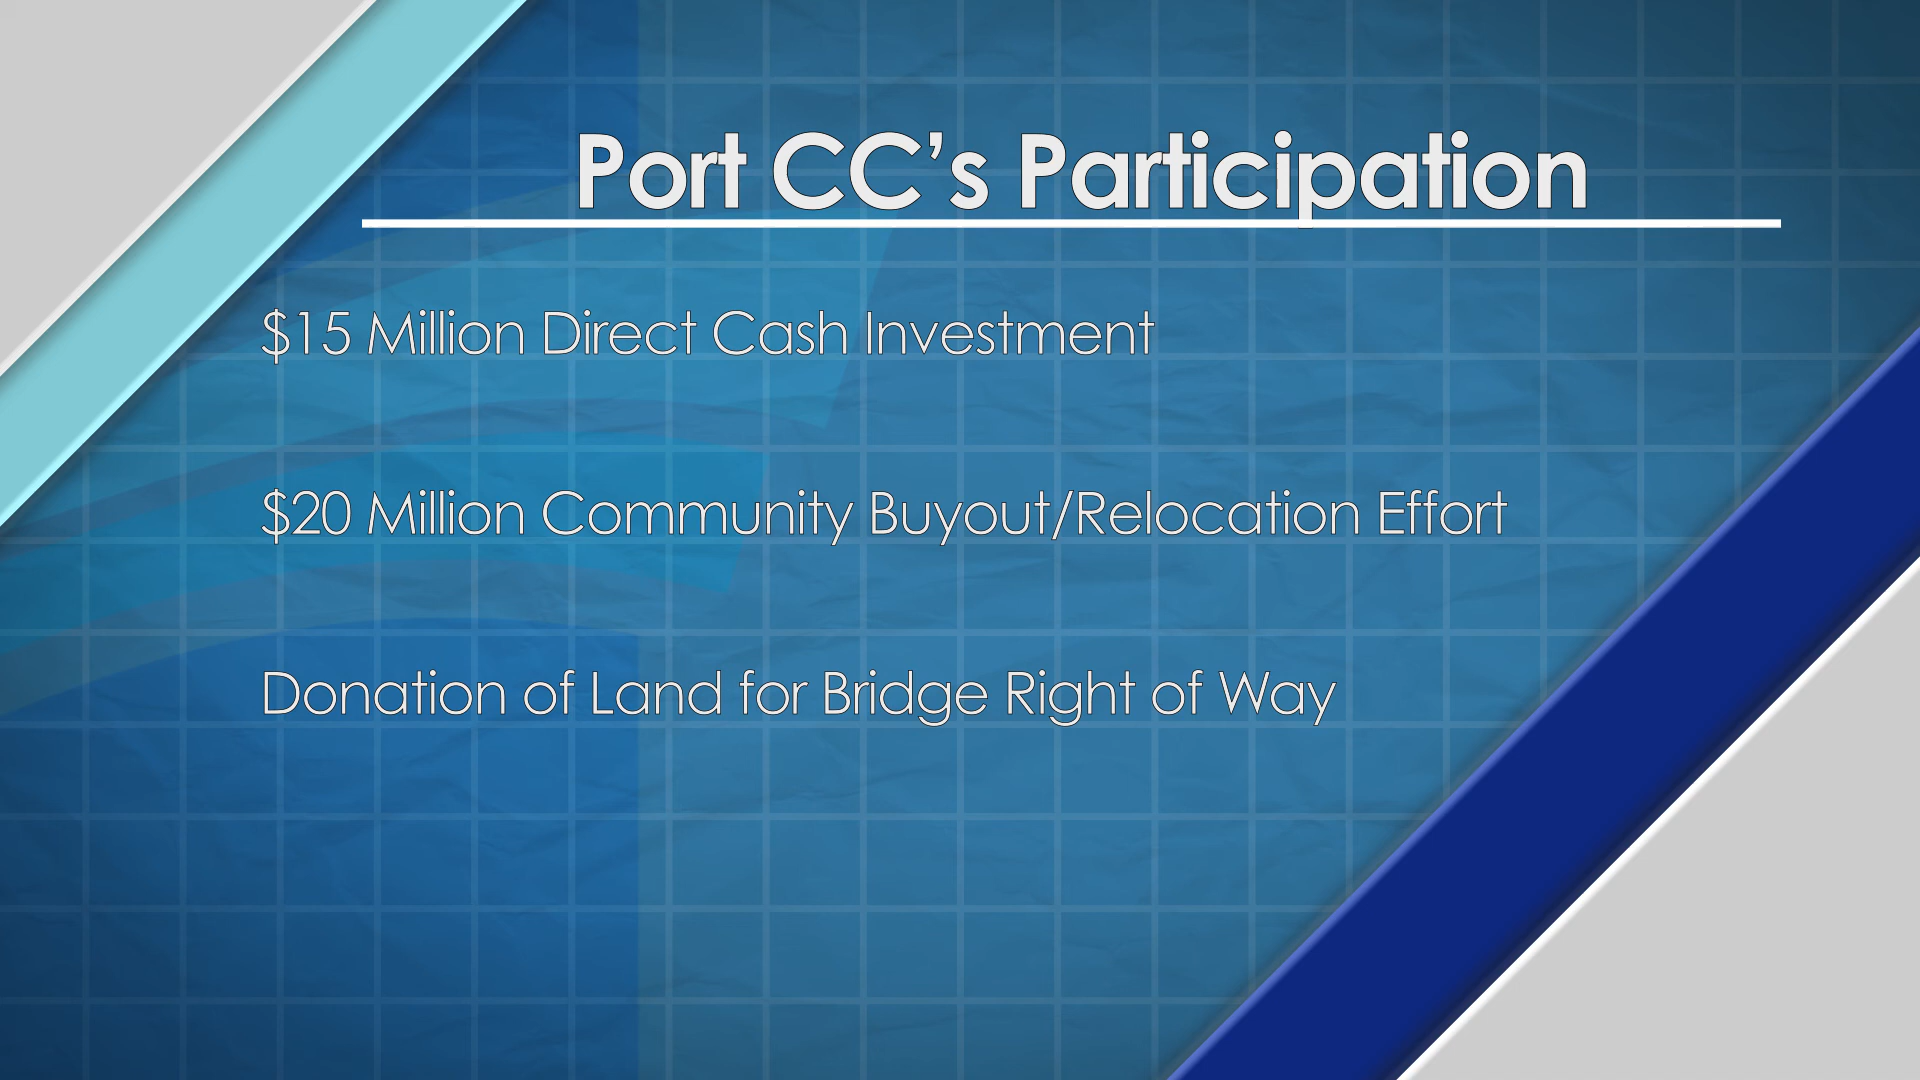 Port CC’s Participation
$15 Million Direct Cash Investment
$20 Million Community Buyout/Relocation Effort
Donation of Land for Bridge Right of Way